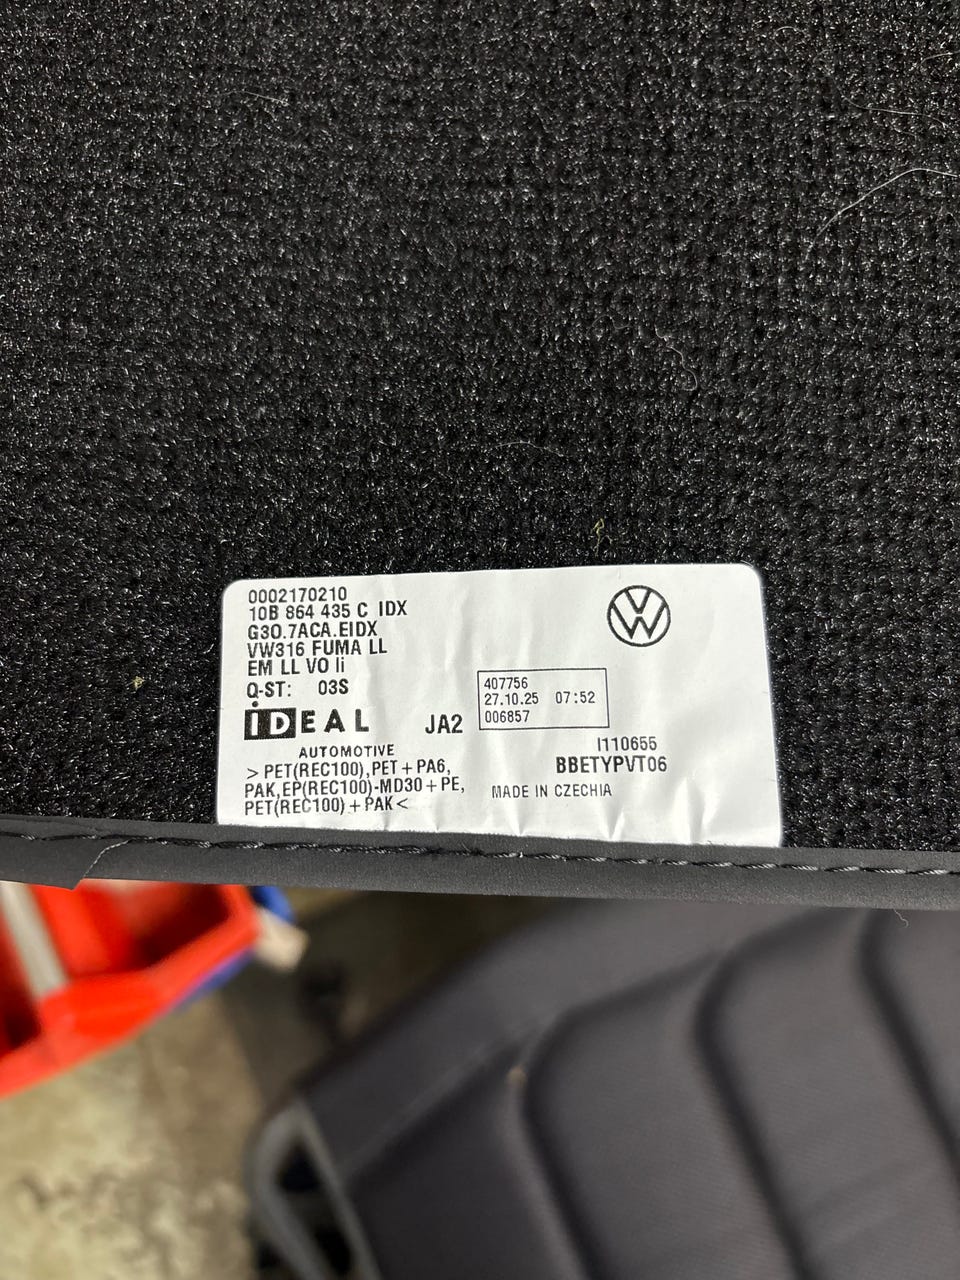 0002170210
10B 864 435 C IDX
G30.7ACA.EIDX
VW316 FUMA LL
EM LL VO li
Q-ST: 03S
IDEAL
AUTOMOTIVE
JA2
407756
27.10.25 07:52
006857
I110655
BBETYPVT06
> PET(REC100),PET+PA6,
PAK,EP(REC100)-MD30+PE,
PET(REC100)+PAK<
MADE IN CZECHIA
VW